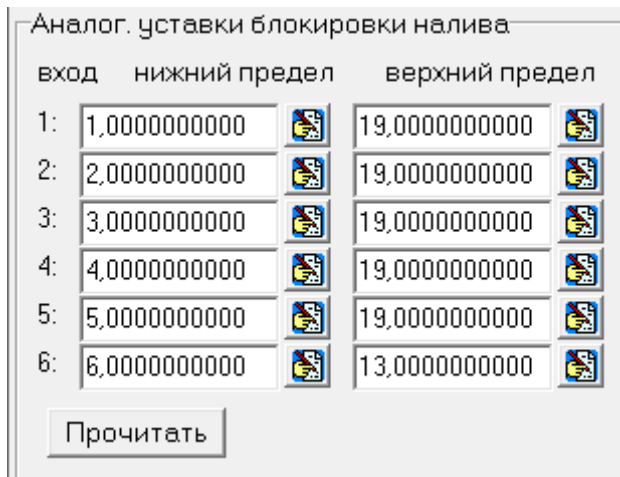 Аналог. уставки блокировки налива
вход нижний предел верхний предел
1: 1,0000000000 19,0000000000
2: 2,0000000000 19,0000000000
3: 3,0000000000 19,0000000000
4: 4,0000000000 19,0000000000
5: 5,0000000000 19,0000000000
6: 6,0000000000 13,0000000000
Прочитать